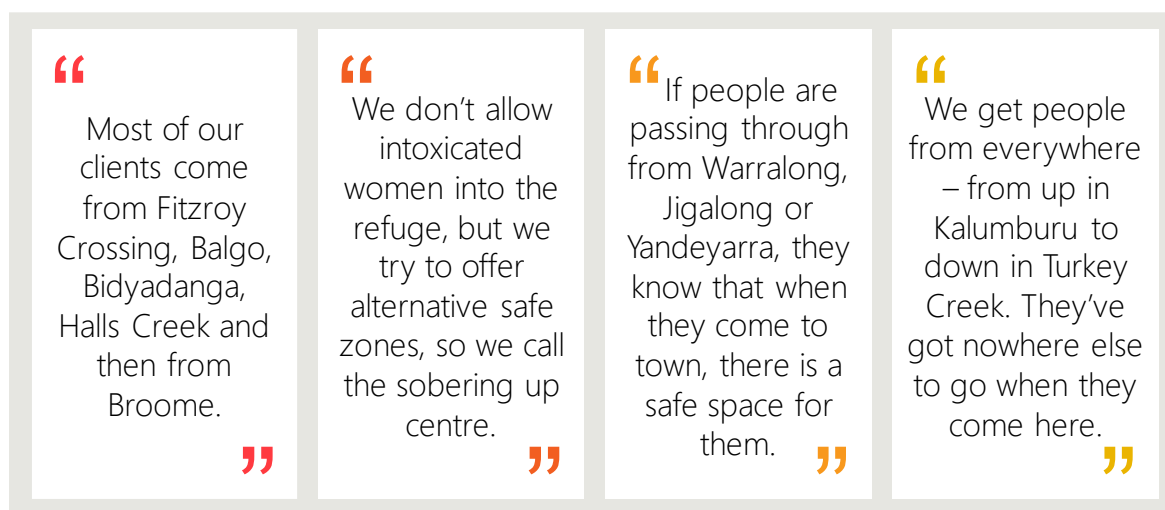 “
Most of our
clients come
from Fitzroy
Crossing, Balgo,
Bidyadanga,
Halls Creek and
then from
Broome.
”
“
We don’t allow
intoxicated
women into the
refuge, but we
try to offer
alternative safe
zones, so we call
the sobering up
centre.
”
“
If people are
passing through
from Warralong,
Jigalong or
Yandeyarra, they
know that when
they come to
town, there is a
safe space for
them.
”
“
We get people
from everywhere
– from up in
Kalumburu to
down in Turkey
Creek. They’ve
got nowhere else
to go when they
come here.
”